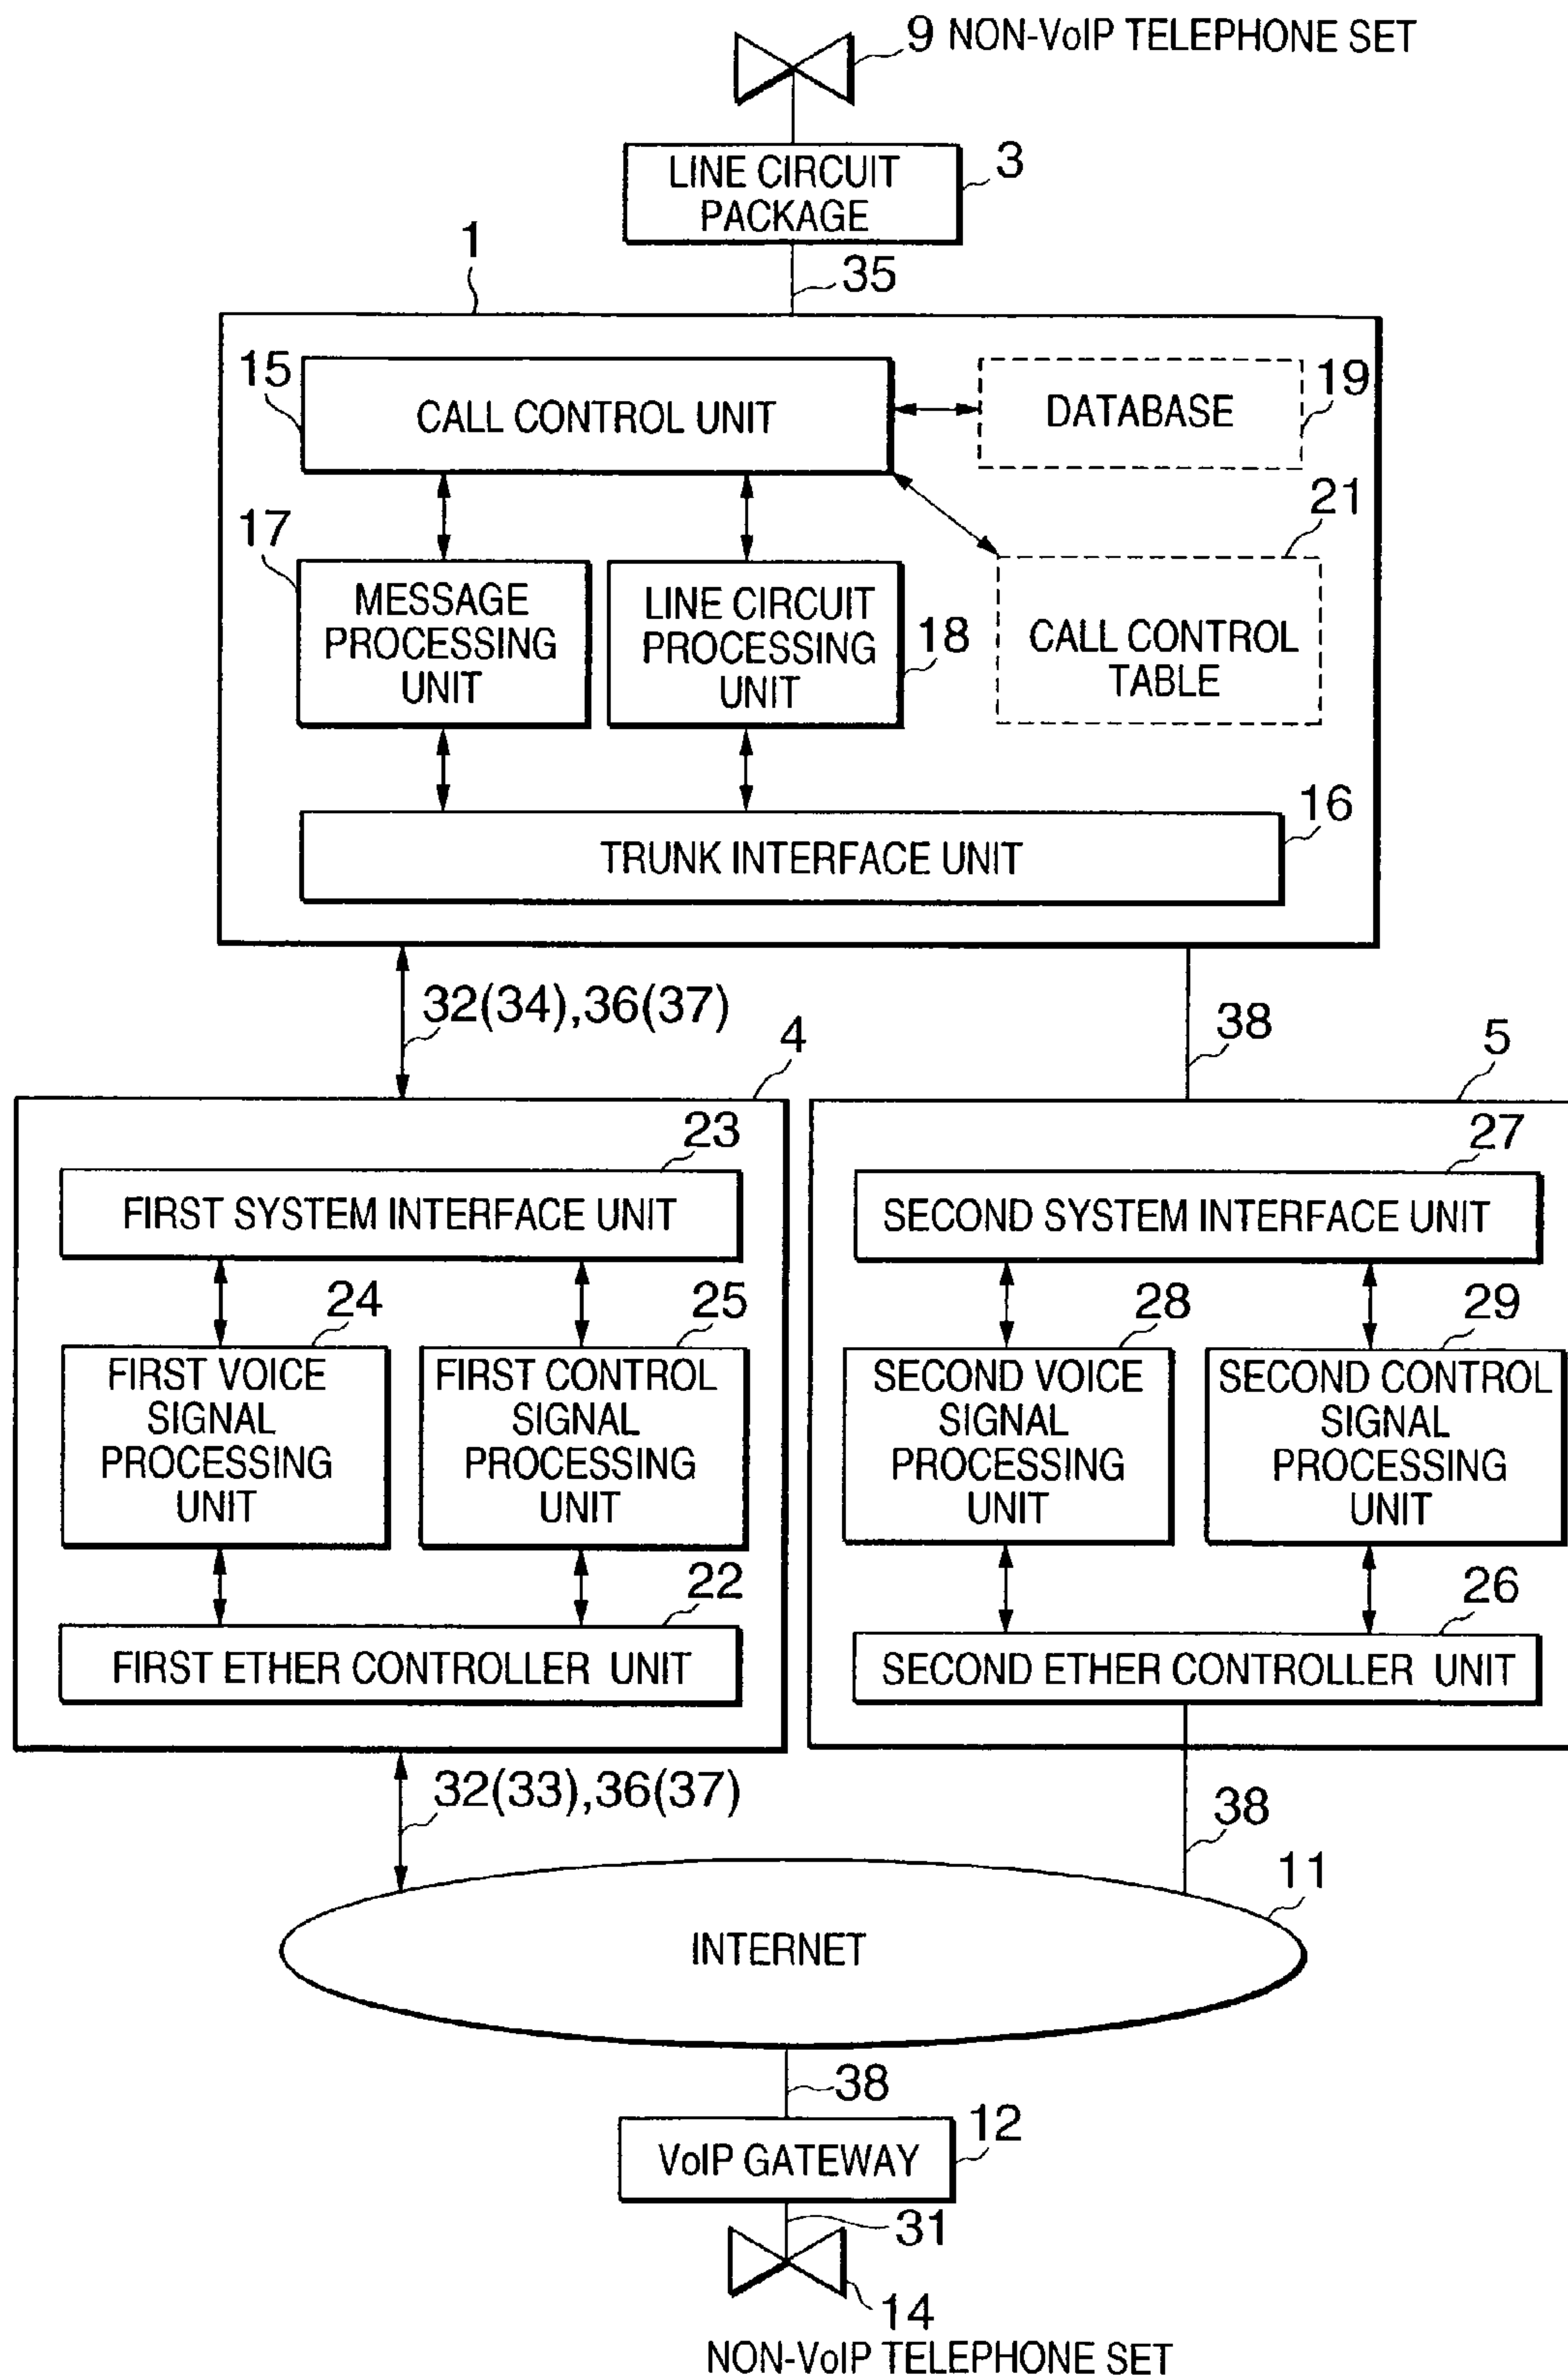 9 NON-VoIP TELEPHONE SET
LINE CIRCUIT
PACKAGE
3
1
35
15
CALL CONTROL UNIT
DATABASE
19
17
MESSAGE
PROCESSING
UNIT
LINE CIRCUIT
PROCESSING
UNIT
18
21
CALL CONTROL
TABLE
16
TRUNK INTERFACE UNIT
32(34),36(37)
38
4
5
23
FIRST SYSTEM INTERFACE UNIT
24
25
FIRST VOICE
SIGNAL
PROCESSING
UNIT
FIRST CONTROL
SIGNAL
PROCESSING
UNIT
22
FIRST ETHER CONTROLLER UNIT
27
SECOND SYSTEM INTERFACE UNIT
28
29
SECOND VOICE
SIGNAL
PROCESSING
UNIT
SECOND CONTROL
SIGNAL
PROCESSING
UNIT
26
SECOND ETHER CONTROLLER UNIT
32(33),36(37)
38
11
INTERNET
38
12
VoIP GATEWAY
31
14
NON-VoIP TELEPHONE SET